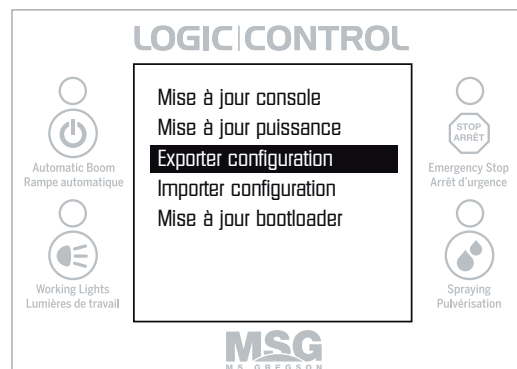 LOGIC|CONTROL
Automatic Boom
Rampe automatique
Working Lights
Lumières de travail
Mise à jour console
Mise à jour puissance
Exporter configuration
Importer configuration
Mise à jour bootloader
STOP
ARRÊT
Emergency Stop
Arrêt d'urgence
Spraying
Pulvérisation
MSG
MS GREGSON